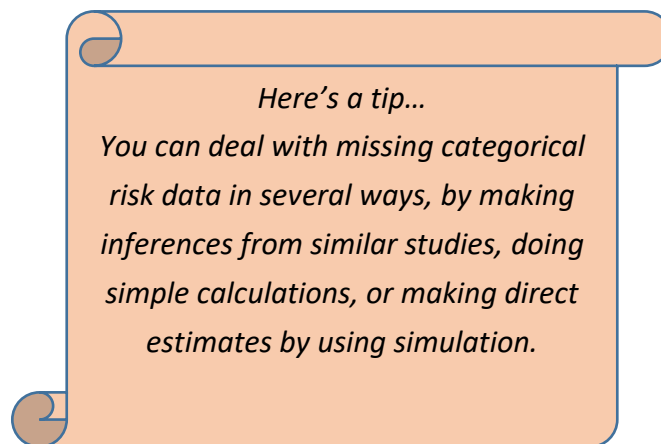 Here’s a tip…
You can deal with missing categorical
risk data in several ways, by making
inferences from similar studies, doing
simple calculations, or making direct
estimates by using simulation.